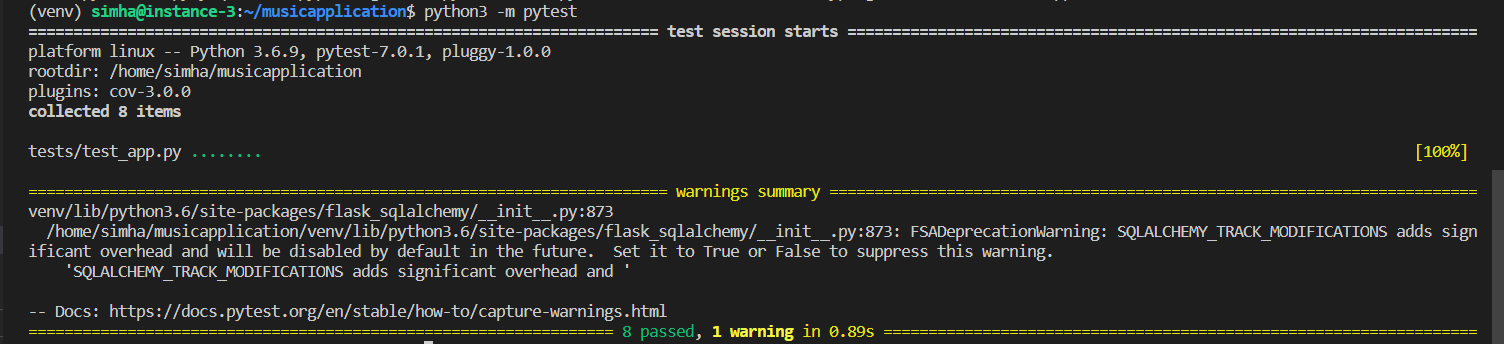 (venv) simha@instance-3:~/musicapplication$ python3 -m pytest
============================= test session starts =============================
platform linux -- Python 3.6.9, pytest-7.0.1, pluggy-1.0.0
rootdir: /home/simha/musicapplication
plugins: cov-3.0.0
collected 8 items
tests/test_app.py ........ [100%]
============================= warnings summary =============================
venv/lib/python3.6/site-packages/flask_sqlalchemy/__init__.py:873
  /home/simha/musicapplication/venv/lib/python3.6/site-packages/flask_sqlalchemy/__init__.py:873: FSADeprecationWarning: SQLALCHEMY_TRACK_MODIFICATIONS adds sign
ificant overhead and will be disabled by default in the future.  Set it to True or False to suppress this warning.
    'SQLALCHEMY_TRACK_MODIFICATIONS adds significant overhead and '
-- Docs: https://docs.pytest.org/en/stable/how-to/capture-warnings.html
============================= 8 passed, 1 warning in 0.89s =============================